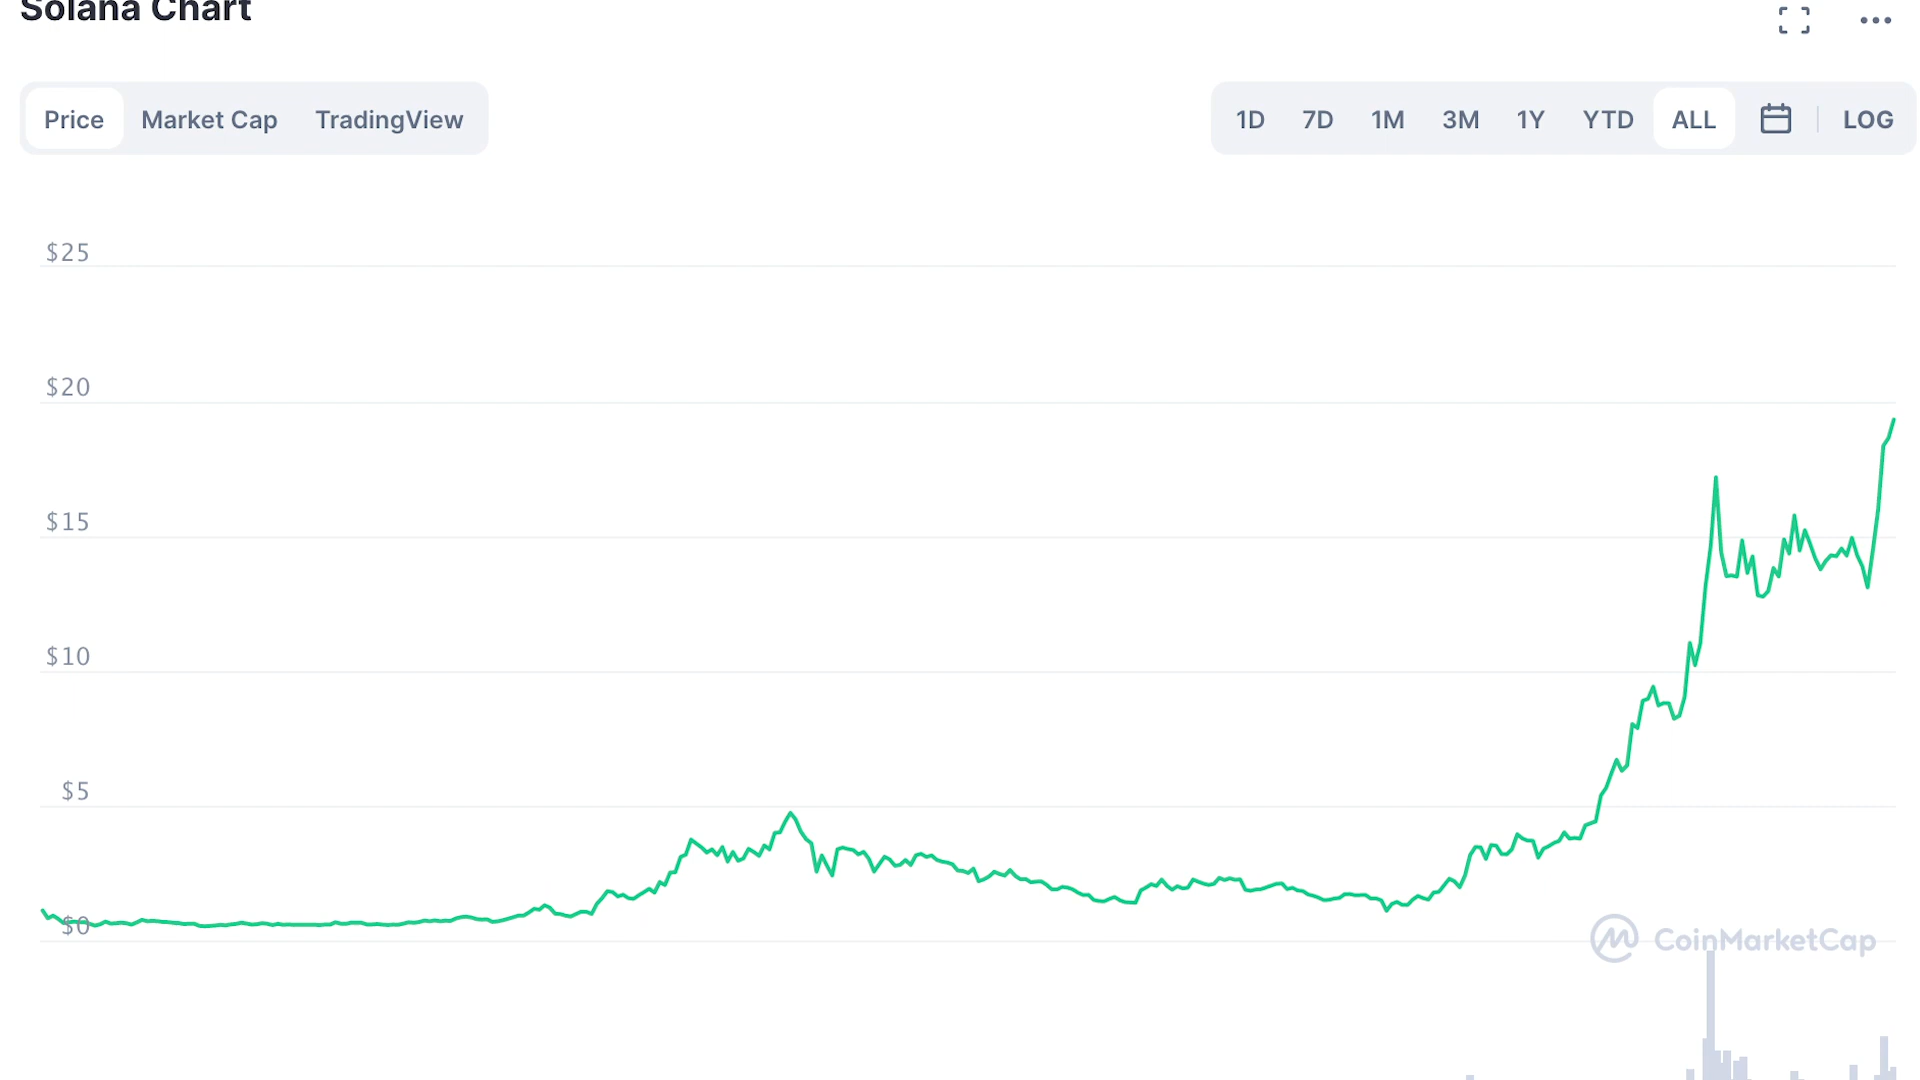 Solana Chart
Price Market Cap TradingView
1D 7D 1M 3M 1Y YTD ALL LOG
$25
$20
$15
$10
$5
$0
CoinMarketCap